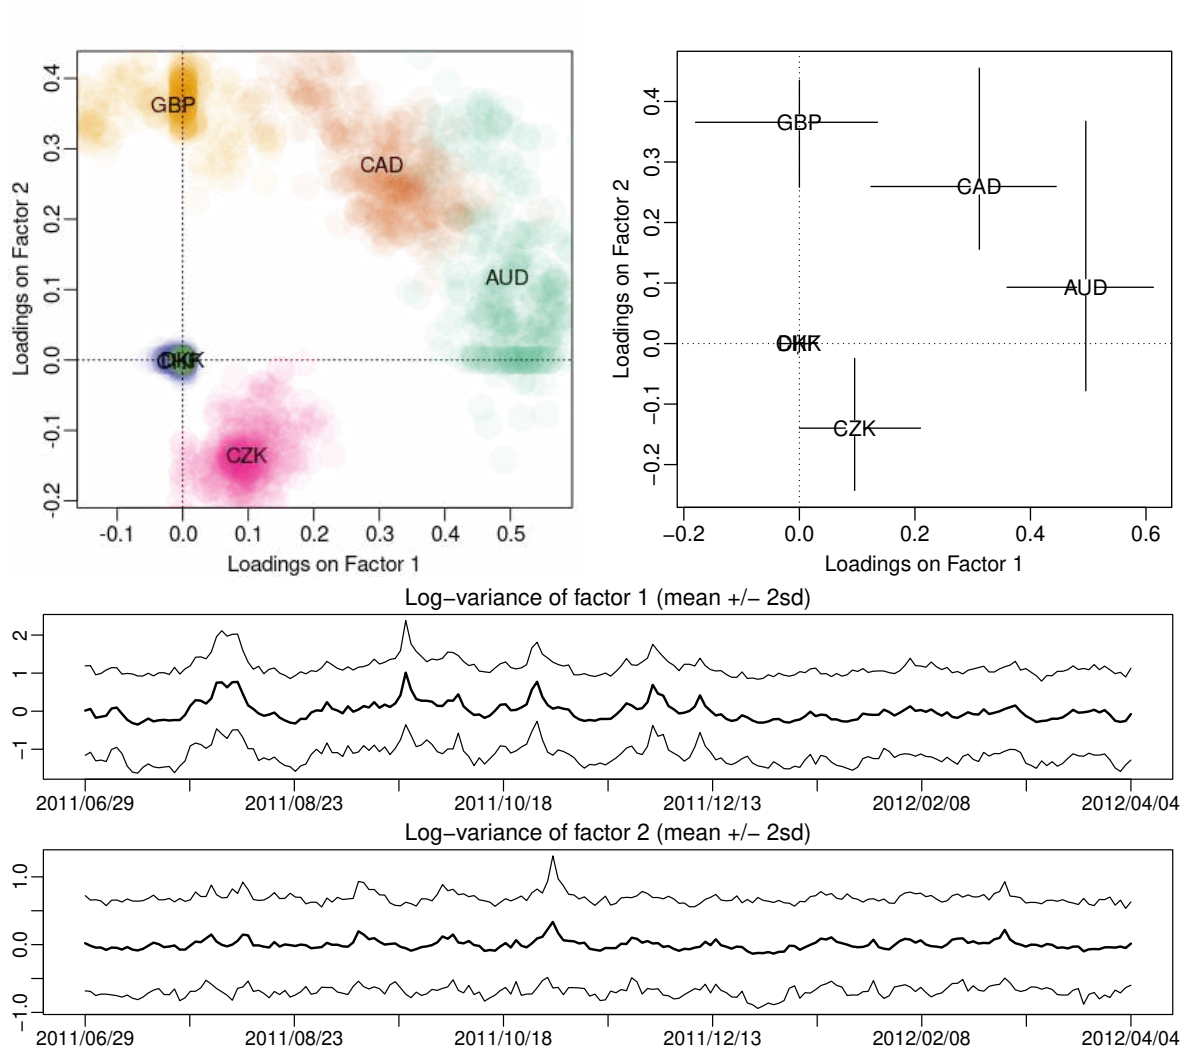 GBP
CAD
AUD
CZK
0.4
0.3
0.2
0.1
0.0
-0.1
-0.2
Loadings on Factor 2
-0.1 0.0 0.1 0.2 0.3 0.4 0.5
Loadings on Factor 1
GBP
CAD
AUD
CZK
0.4
0.3
0.2
0.1
0.0
−0.1
−0.2
Loadings on Factor 2
−0.2 0.0 0.2 0.4 0.6
Loadings on Factor 1
Log−variance of factor 1 (mean +/− 2sd)
2
1
0
−1
2011/06/29 2011/08/23 2011/10/18 2011/12/13 2012/02/08 2012/04/04
Log−variance of factor 2 (mean +/− 2sd)
1.0
0.0
−1.0
2011/06/29 2011/08/23 2011/10/18 2011/12/13 2012/02/08 2012/04/04